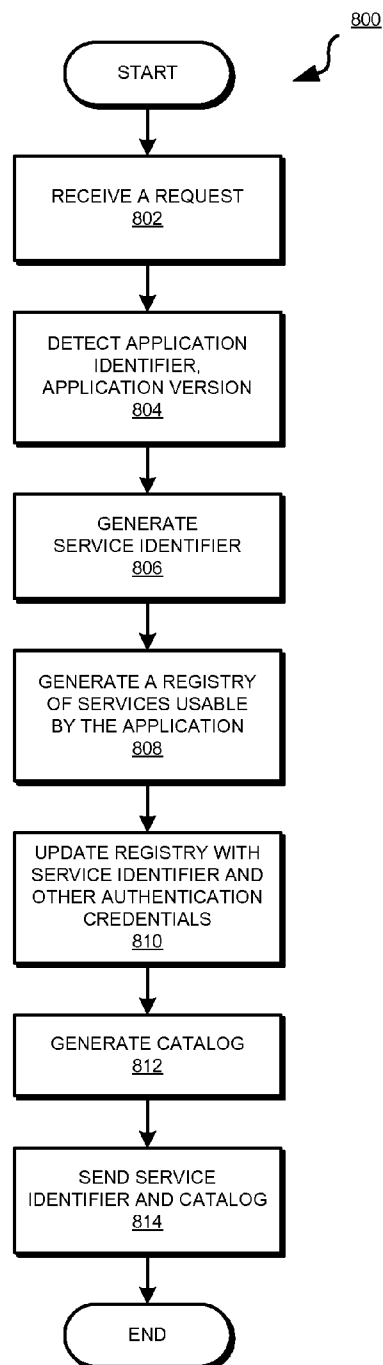 800
START
RECEIVE A REQUEST
802
DETECT APPLICATION
IDENTIFIER,
APPLICATION VERSION
804
GENERATE
SERVICE IDENTIFIER
806
GENERATE A REGISTRY
OF SERVICES USABLE
BY THE APPLICATION
808
UPDATE REGISTRY WITH
SERVICE IDENTIFIER AND
OTHER AUTHENTICATION
CREDENTIALS
810
GENERATE CATALOG
812
SEND SERVICE
IDENTIFIER AND CATALOG
814
END